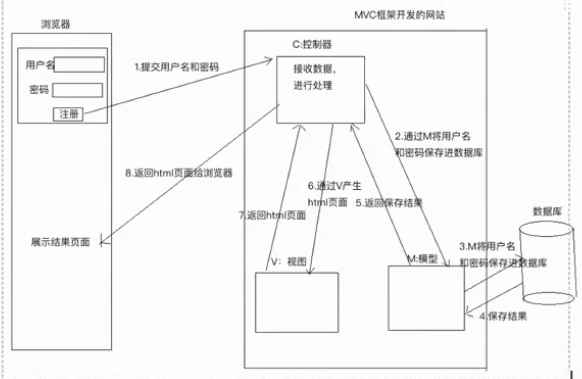 浏览器
MVC框架开发的网站
C:控制器
用户名
密码
注册
1.提交用户名和密码
接收数据,
进行处理
2.通过M将用户名
和密码保存进数据库
8.返回html页面给浏览器
6.通过V产生
html页面
5.返回保存结果
7.返回html页面
展示结果页面
数据库
3.M将用户名
和密码保存进数据库
V：视图
M:模型
4.保存结果